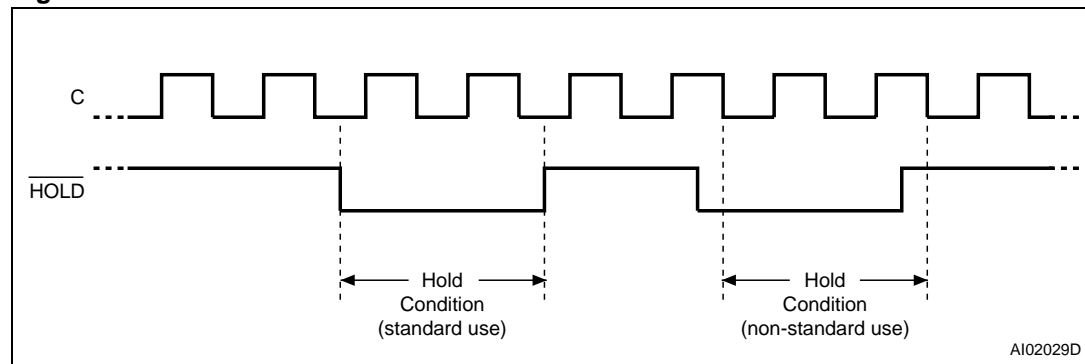 C
HOLD
Hold
Condition
(standard use)
Hold
Condition
(non-standard use)
AI02029D